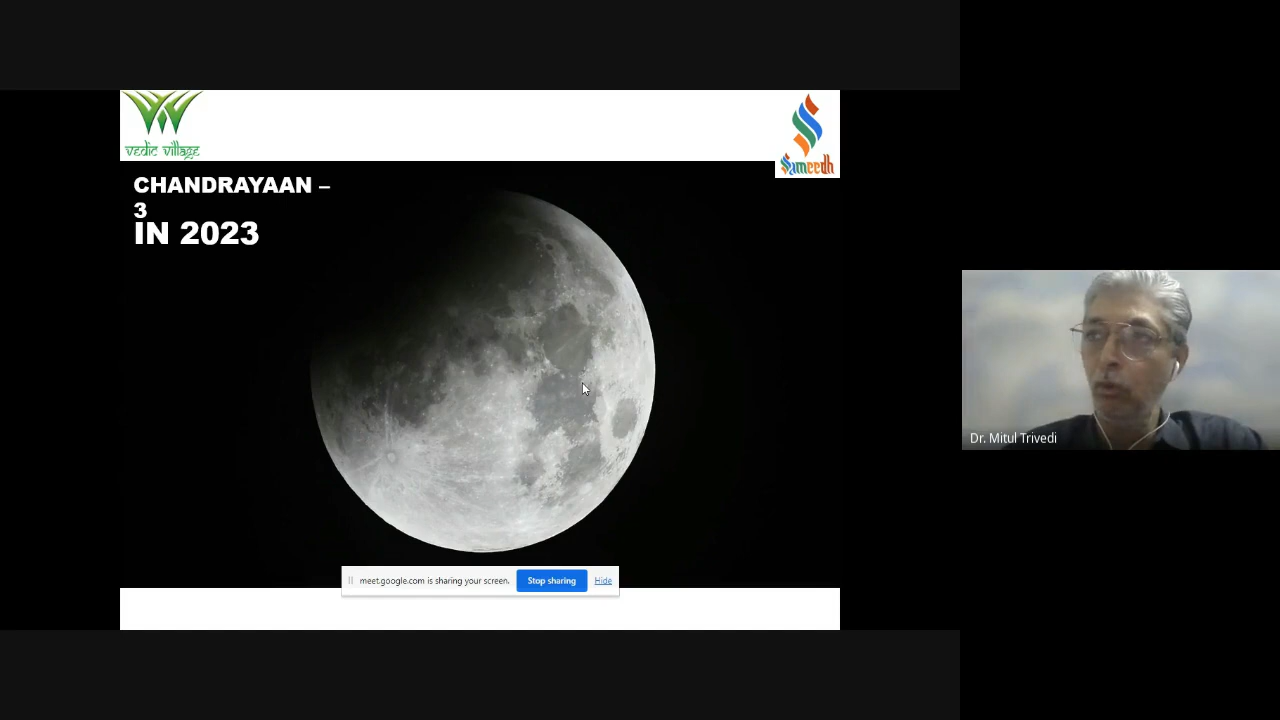 vedic village
Sameedh
CHANDRAYAAN –
3
IN 2023
Dr. Mitul Trivedi
meet.google.com is sharing your screen.
Stop sharing
Hide